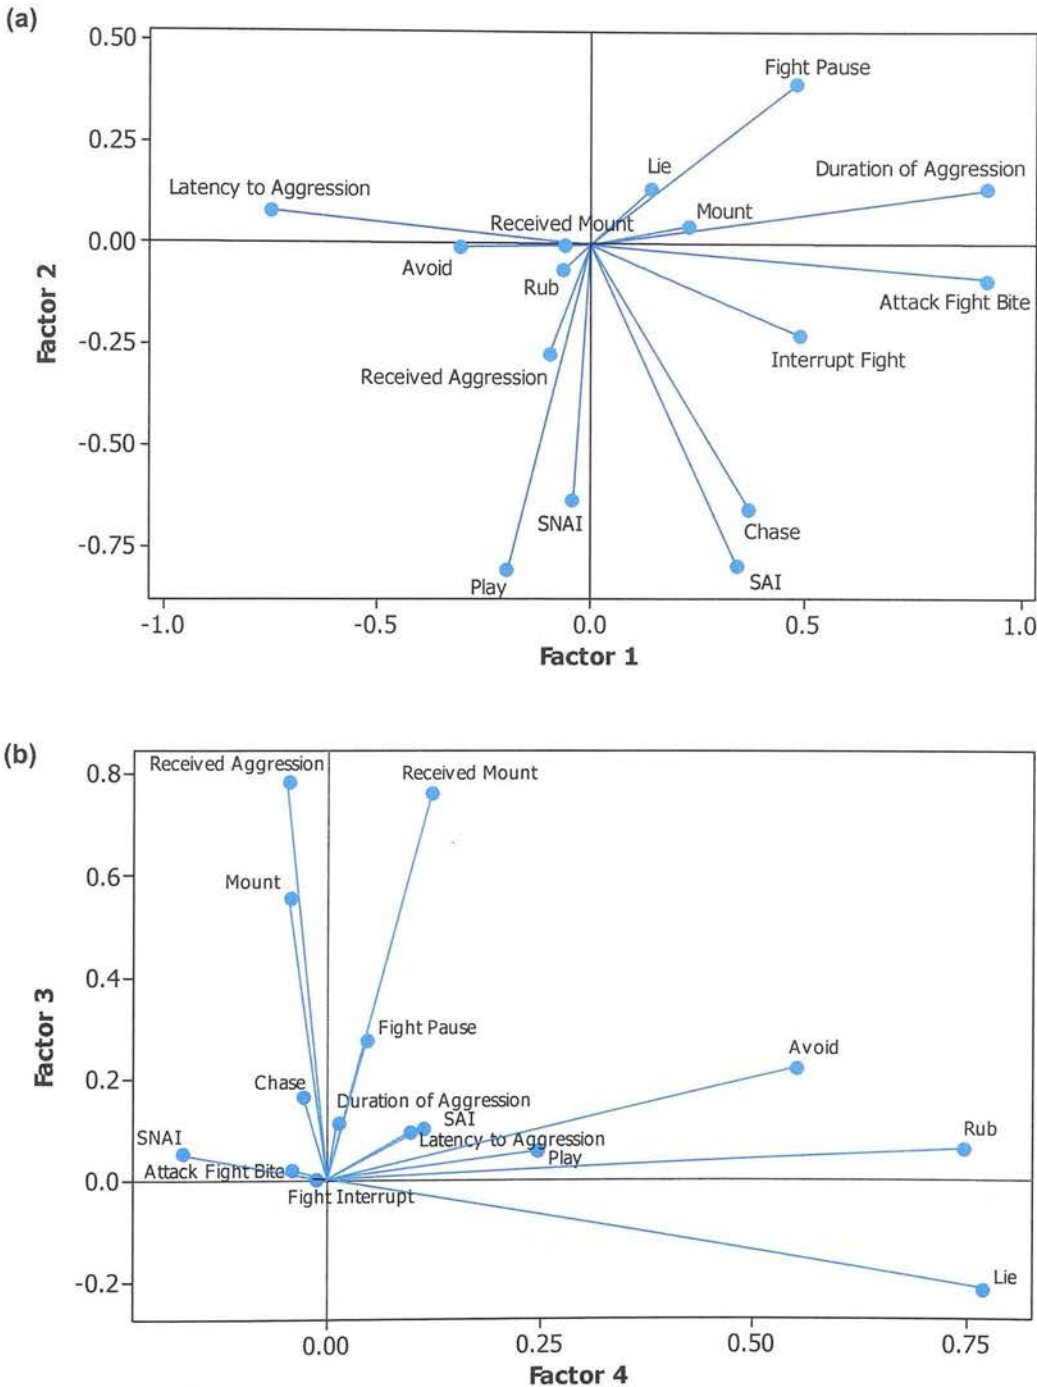 (a)
0.50
Fight Pause
0.25
Lie
Duration of Aggression
Latency to Aggression
Received Mount
Mount
0.00
Avoid
Rub
Attack Fight Bite
-0.25
Interrupt Fight
Received Aggression
-0.50
SNAI
Chase
-0.75
Play
SAI
Factor 2
-1.0 -0.5 0.0 0.5 1.0
Factor 1
(b)
Received Aggression
Received Mount
0.8
Mount
0.6
0.4
Fight Pause
Avoid
0.2
Chase
Duration of Aggression
SAI
Rub
SNAI
Latency to Aggression
Play
Attack Fight Bite
0.0
Fight Interrupt
Lie
-0.2
Factor 3
0.00 0.25 0.50 0.75
Factor 4